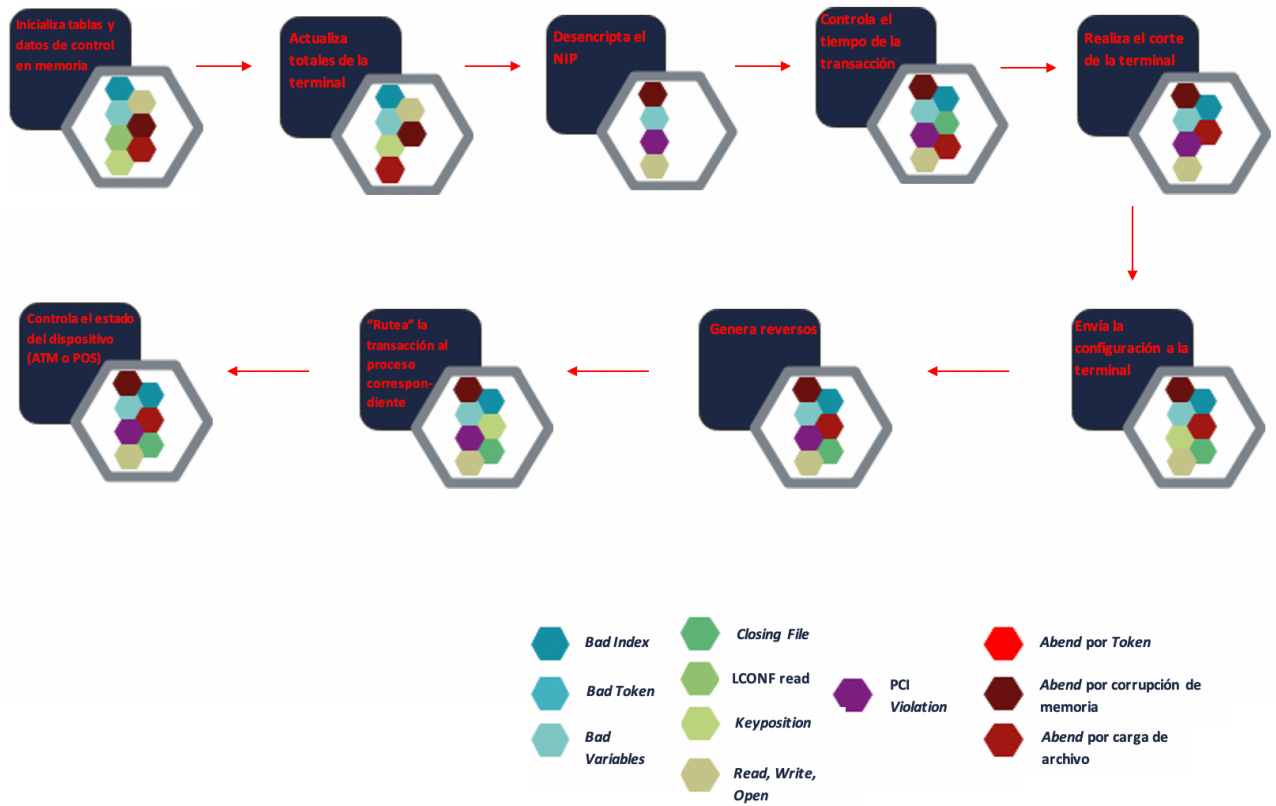 Inicializa tablas y
datos de control
en memoria
Actualiza
totales de la
terminal
Desencripta el
NIP
Controla el
tiempo de la
transacción
Realiza el corte
de la terminal
Controla el estado
del dispositivo
(ATM o POS)
“Rutea” la
transacción al
proceso
correspon-
diente
Genera reversos
Envía la
configuración a la
terminal
Bad Index
Bad Token
Bad
Variables
Closing File
LCONF read
Keyposition
Read, Write,
Open
PCI
Violation
Abend por Token
Abend por corrupción de
memoria
Abend por carga de
archivo